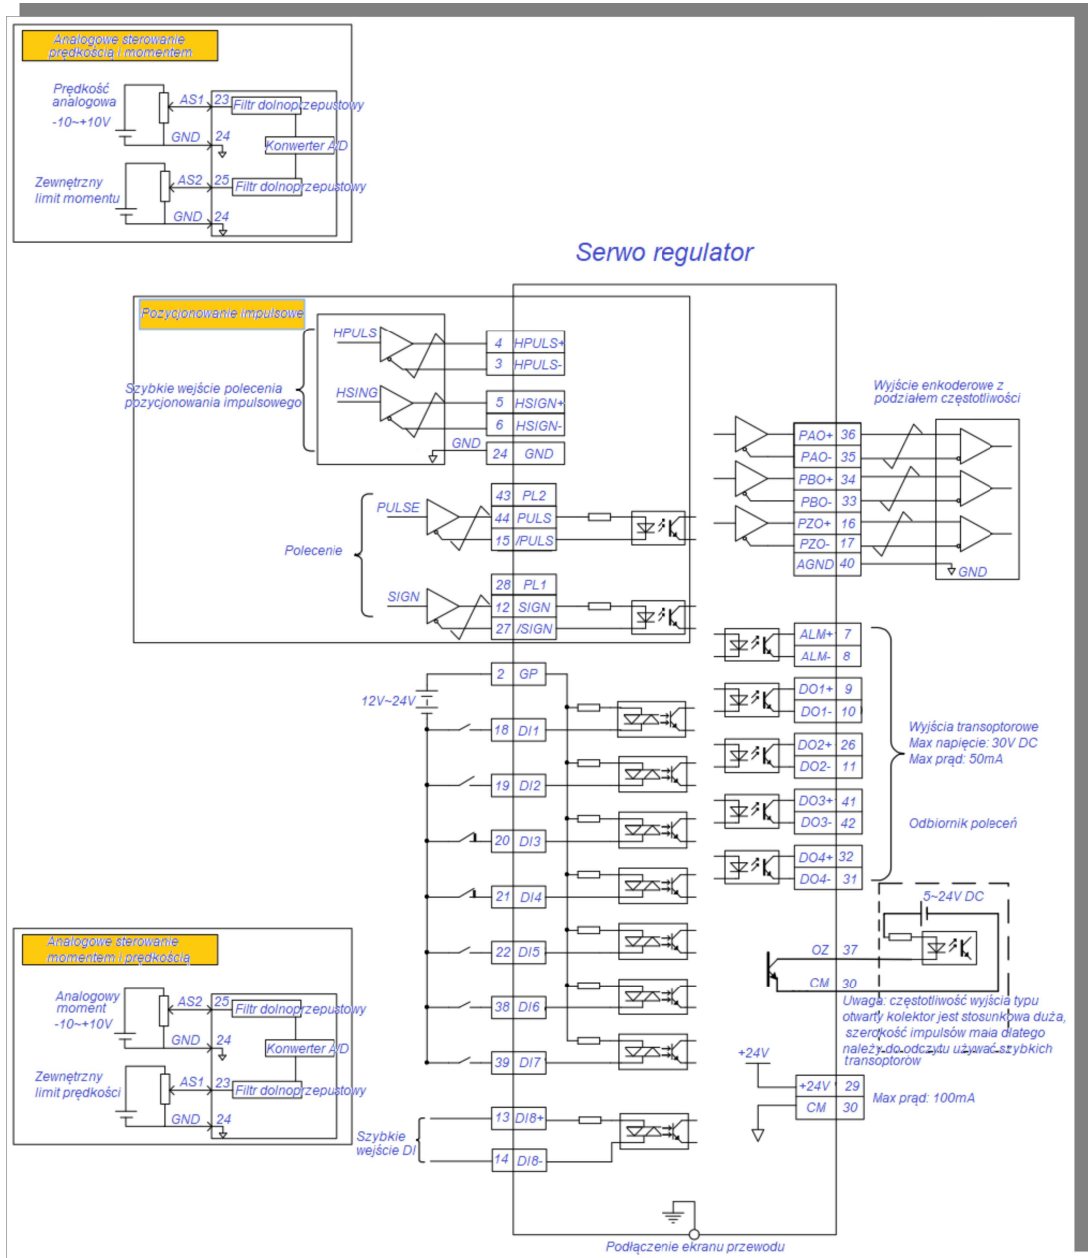 Analogowe sterowanie
prędkością i momentem
Prędkość
analogowa
-10~+10V
AS1
23
Filtr dolnoprzepustowy
GND
24
Konwerter A/D
Zewnętrzny
limit momentu
AS2
25
Filtr dolnoprzepustowy
GND
24
Serwo regulator
Pozycjonowanie impulsowe
HPULS
4 HPULS+
3 HPULS-
Szybkie wejście polecenia
pozycjonowania impulsowego
HSING
5 HSIGN+
6 HSIGN-
GND
24 GND
43 PL2
PULSE
44 PULS
15 /PULS
Polecenie
28 PL1
SIGN
12 SIGN
27 /SIGN
Wyjście enkoderowe z
podziałem częstotliwości
PAO+ 36
PAO- 35
PBO+ 34
PBO- 33
PZO+ 16
PZO- 17
AGND 40
GND
2 GP
12V~24V
18 DI1
19 DI2
20 DI3
21 DI4
22 DI5
38 DI6
39 DI7
13 DI8+
Szybkie
wejście DI
14 DI8-
ALM+ 7
ALM- 8
DO1+ 9
DO1- 10
DO2+ 26
DO2- 11
DO3+ 41
DO3- 42
DO4+ 32
DO4- 31
Wyjścia transoptorowe
Max napięcie: 30V DC
Max prąd: 50mA
Odbiornik poleceń
5~24V DC
OZ 37
CM 30
Uwaga: częstotliwość wyjścia typu
otwarty kolektor jest stosunkowa duża,
szerokość impulsów mała dlatego
należy do odczytu używać szybkich
transoptorów
+24V
+24V 29
CM 30
Max prąd: 100mA
Analogowe sterowanie
momentem i prędkością
Analogowy
moment
-10~+10V
AS2
25
Filtr dolnoprzepustowy
GND
24
Konwerter A/D
Zewnętrzny
limit prędkości
AS1
23
Filtr dolnoprzepustowy
GND
24
Podłączenie ekranu przewodu